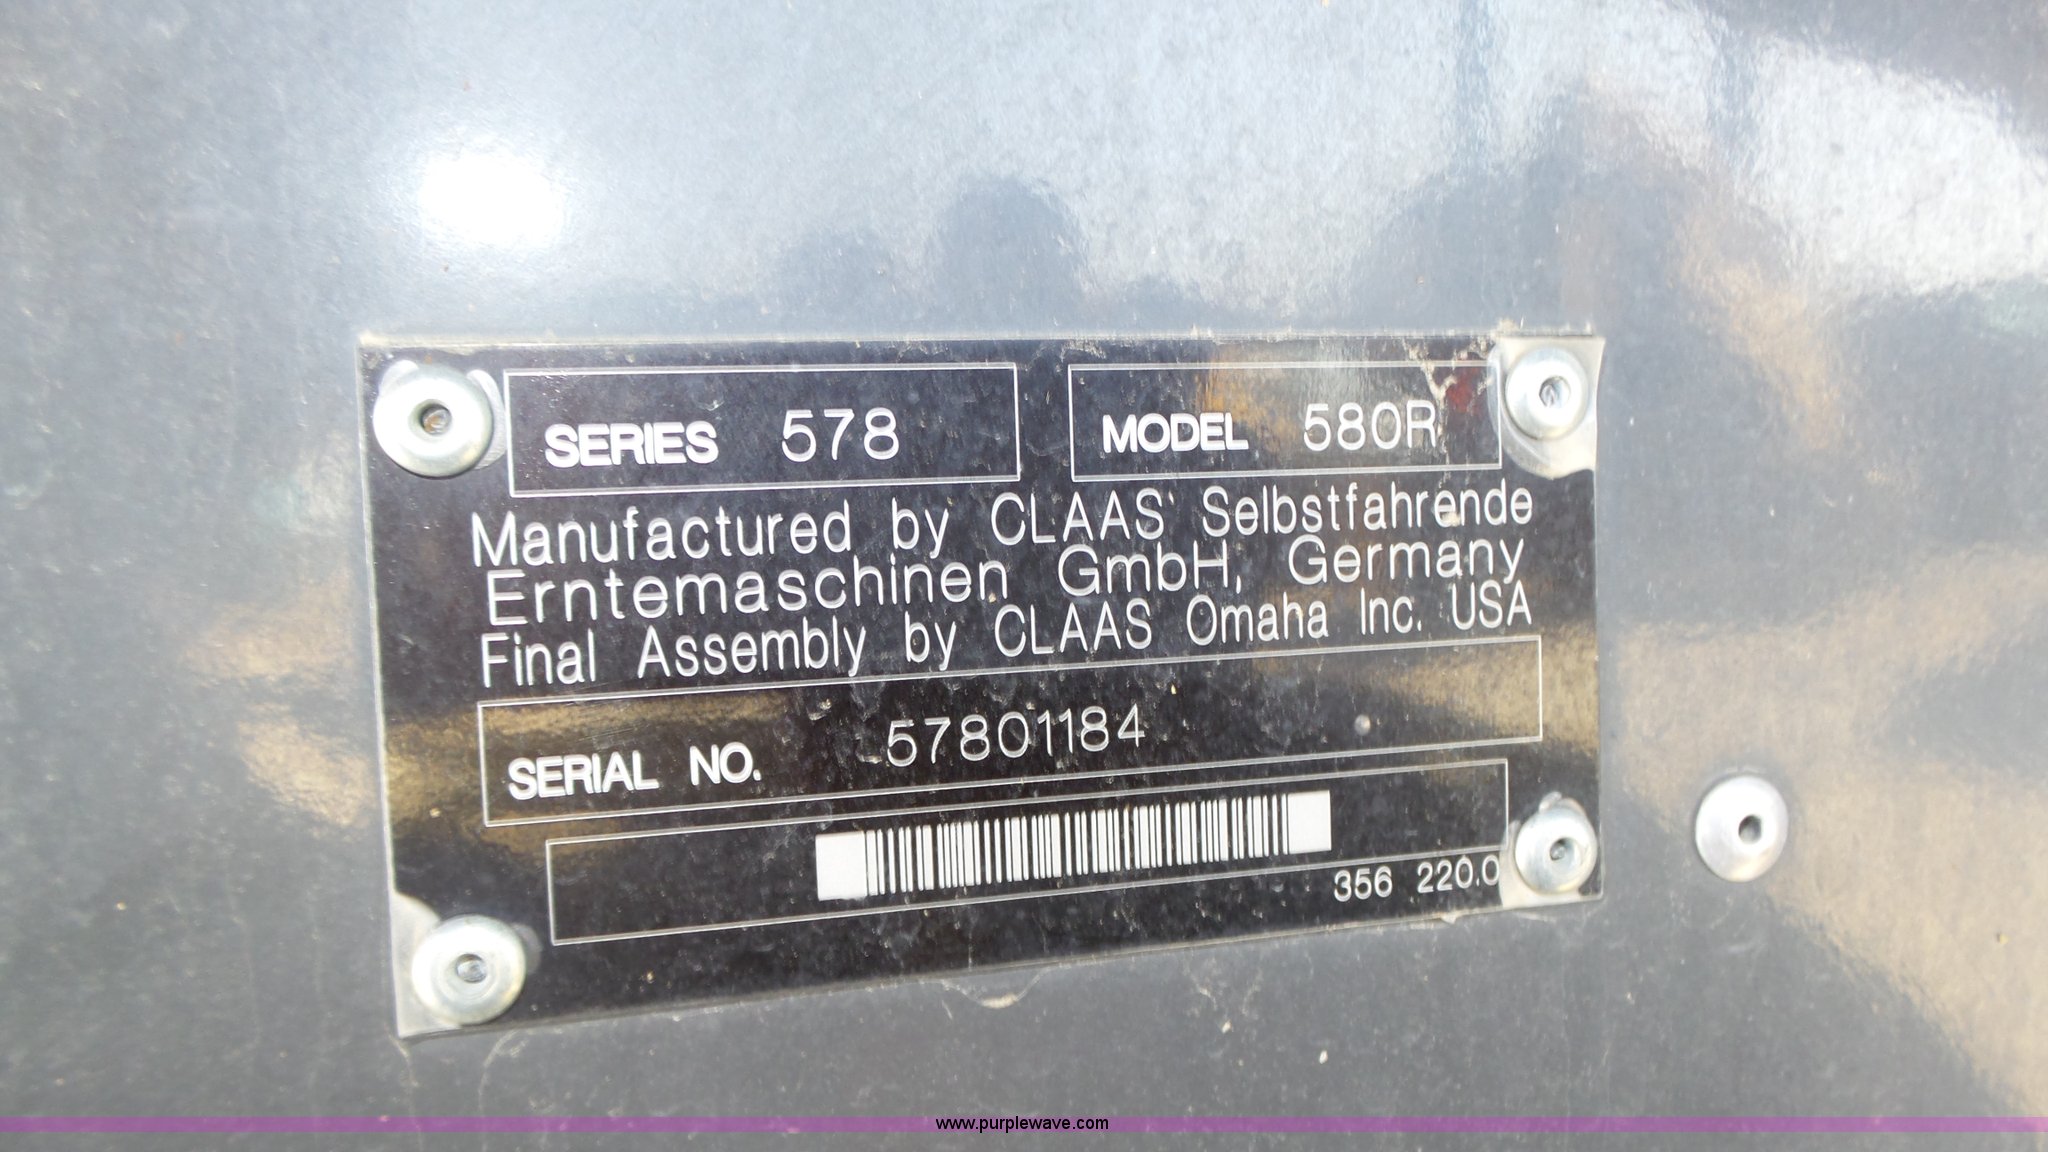 SERIES 578
MODEL 580R
Manufactured by CLAAS Selbstfahrende
Erntemaschinen GmbH, Germany
Final Assembly by CLAAS Omaha Inc. USA
SERIAL NO. 57801184
356 220.0
www.purplewave.com